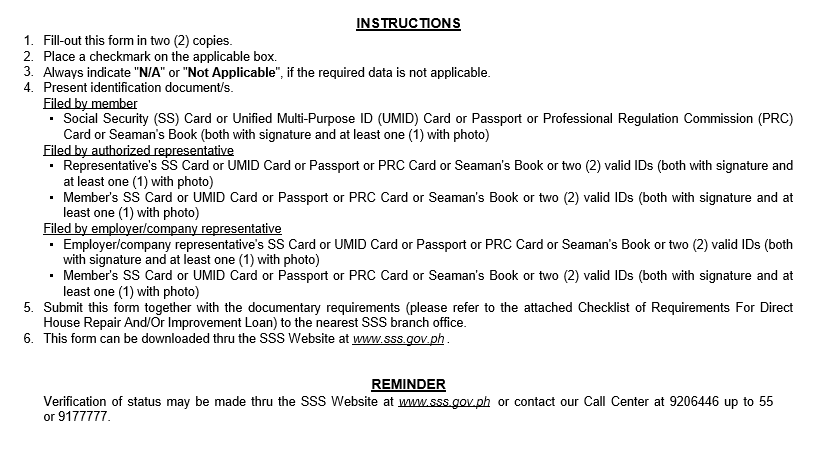 INSTRUCTIONS
1. Fill-out this form in two (2) copies.
2. Place a checkmark on the applicable box.
3. Always indicate "N/A" or "Not Applicable", if the required data is not applicable.
4. Present identification document/s.
Filed by member
▪ Social Security (SS) Card or Unified Multi-Purpose ID (UMID) Card or Passport or Professional Regulation Commission (PRC)
Card or Seaman's Book (both with signature and at least one (1) with photo)
Filed by authorized representative
▪ Representative's SS Card or UMID Card or Passport or PRC Card or Seaman's Book or two (2) valid IDs (both with signature and
at least one (1) with photo)
▪ Member's SS Card or UMID Card or Passport or PRC Card or Seaman's Book or two (2) valid IDs (both with signature and at
least one (1) with photo)
Filed by employer/company representative
▪ Employer/company representative's SS Card or UMID Card or Passport or PRC Card or Seaman's Book or two (2) valid IDs (both
with signature and at least one (1) with photo)
▪ Member's SS Card or UMID Card or Passport or PRC Card or Seaman's Book or two (2) valid IDs (both with signature and at
least one (1) with photo)
5. Submit this form together with the documentary requirements (please refer to the attached Checklist of Requirements For Direct
House Repair And/Or Improvement Loan) to the nearest SSS branch office.
6. This form can be downloaded thru the SSS Website at www.sss.gov.ph .
REMINDER
Verification of status may be made thru the SSS Website at www.sss.gov.ph or contact our Call Center at 9206446 up to 55
or 9177777.